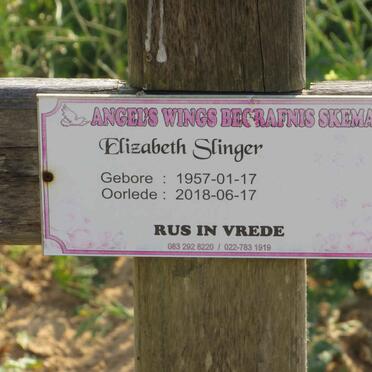 ANGEL'S WINGS BEGRAFNIS SKEMA
Elizabeth Slinger
Gebore : 1957-01-17
Oorlede : 2018-06-17
RUS IN VREDE
083 292 8220 / 022-783 1919